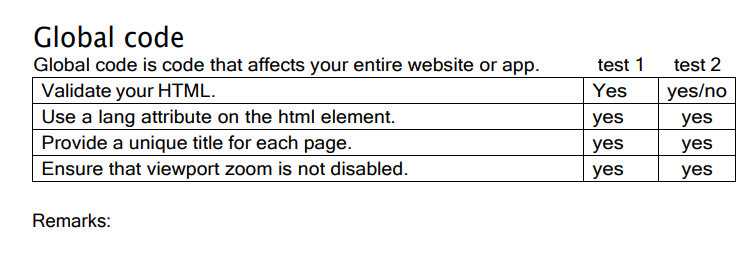 Global code
Global code is code that affects your entire website or app. test 1 test 2
Validate your HTML. Yes yes/no
Use a lang attribute on the html element. yes yes
Provide a unique title for each page. yes yes
Ensure that viewport zoom is not disabled. yes yes
Remarks: